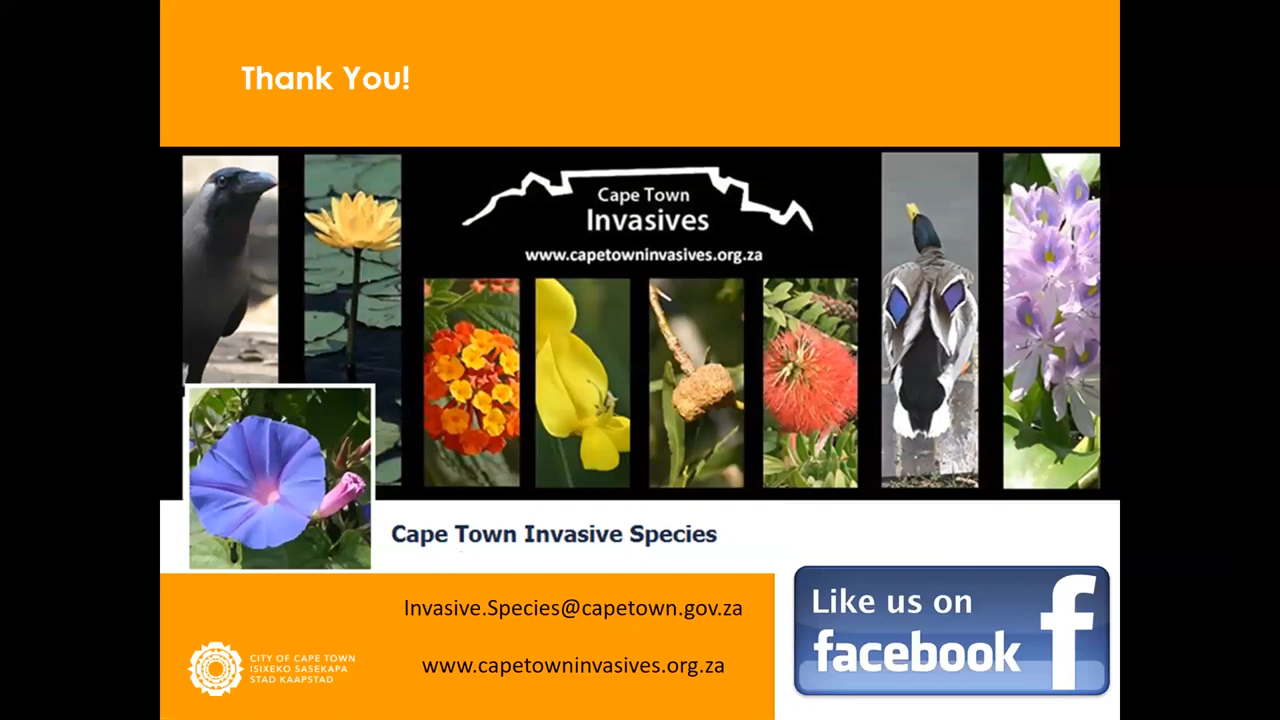 Thank You!
Cape Town
Invasives
www.capetowninvasives.org.za
Cape Town Invasive Species
Invasive.Species@capetown.gov.za
www.capetowninvasives.org.za
CITY OF CAPE TOWN
ISIXEKO SASEKAPA
STAD KAAPSTAD
Like us on
facebook